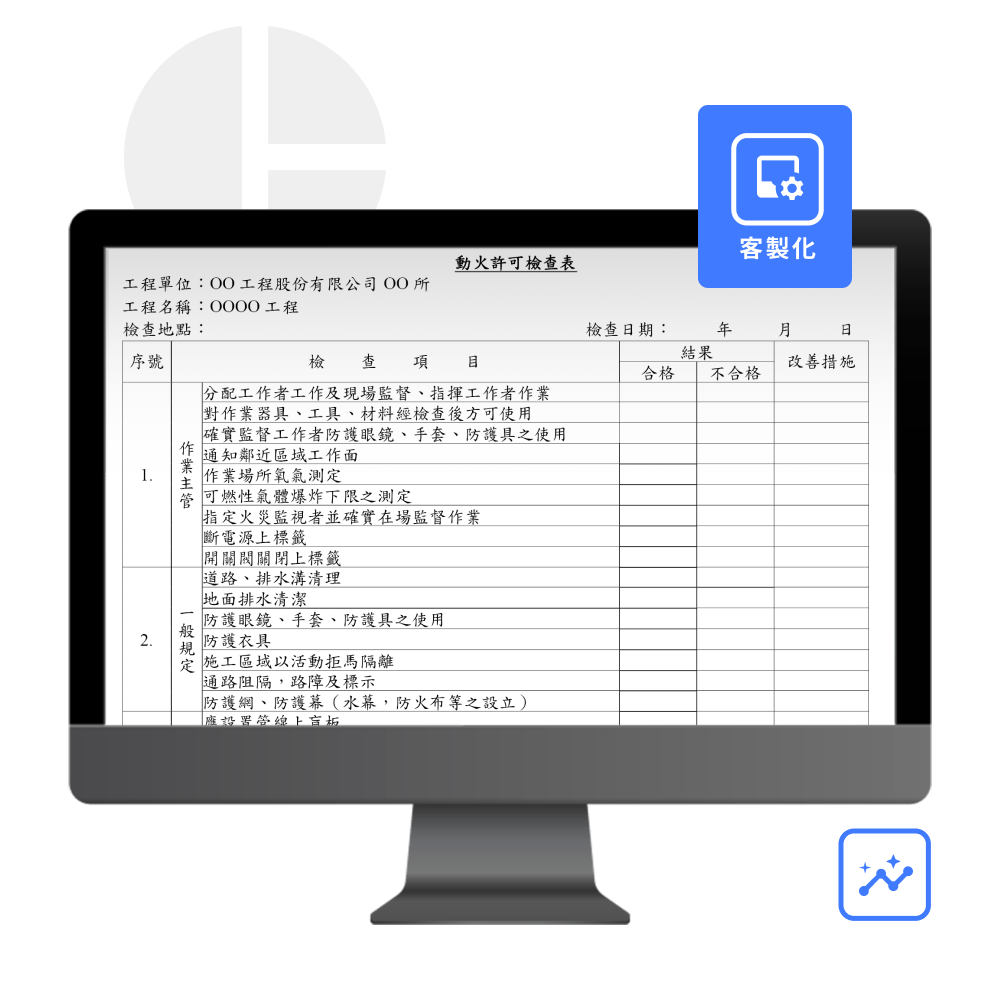 客製化
動火許可檢查表
工程單位：OO 工程股份有限公司 OO 所
工程名稱：OOOO 工程
檢查地點： 檢查日期： 年 月 日
序號 檢 查 項 目 結果 改善措施
合格 不合格
1. 作業主管
分配工作者工作及現場監督、指揮工作者作業
對作業器具、工具、材料經檢查後方可使用
確實監督工作者防護眼鏡、手套、防護具之使用
通知鄰近區域工作面
作業場所氧氣測定
可燃性氣體爆炸下限之測定
指定火災監視者並確實在場監督作業
斷電源上標籤
開關閥關閉上標籤
2. 一般規定
道路、排水溝清理
地面排水清潔
防護眼鏡、手套、防護具之使用
防護衣具
施工區域以活動拒馬隔離
通路阻隔，路障及標示
防護網、防護幕（水幕，防火布等之設立）
應設置管線上盲板